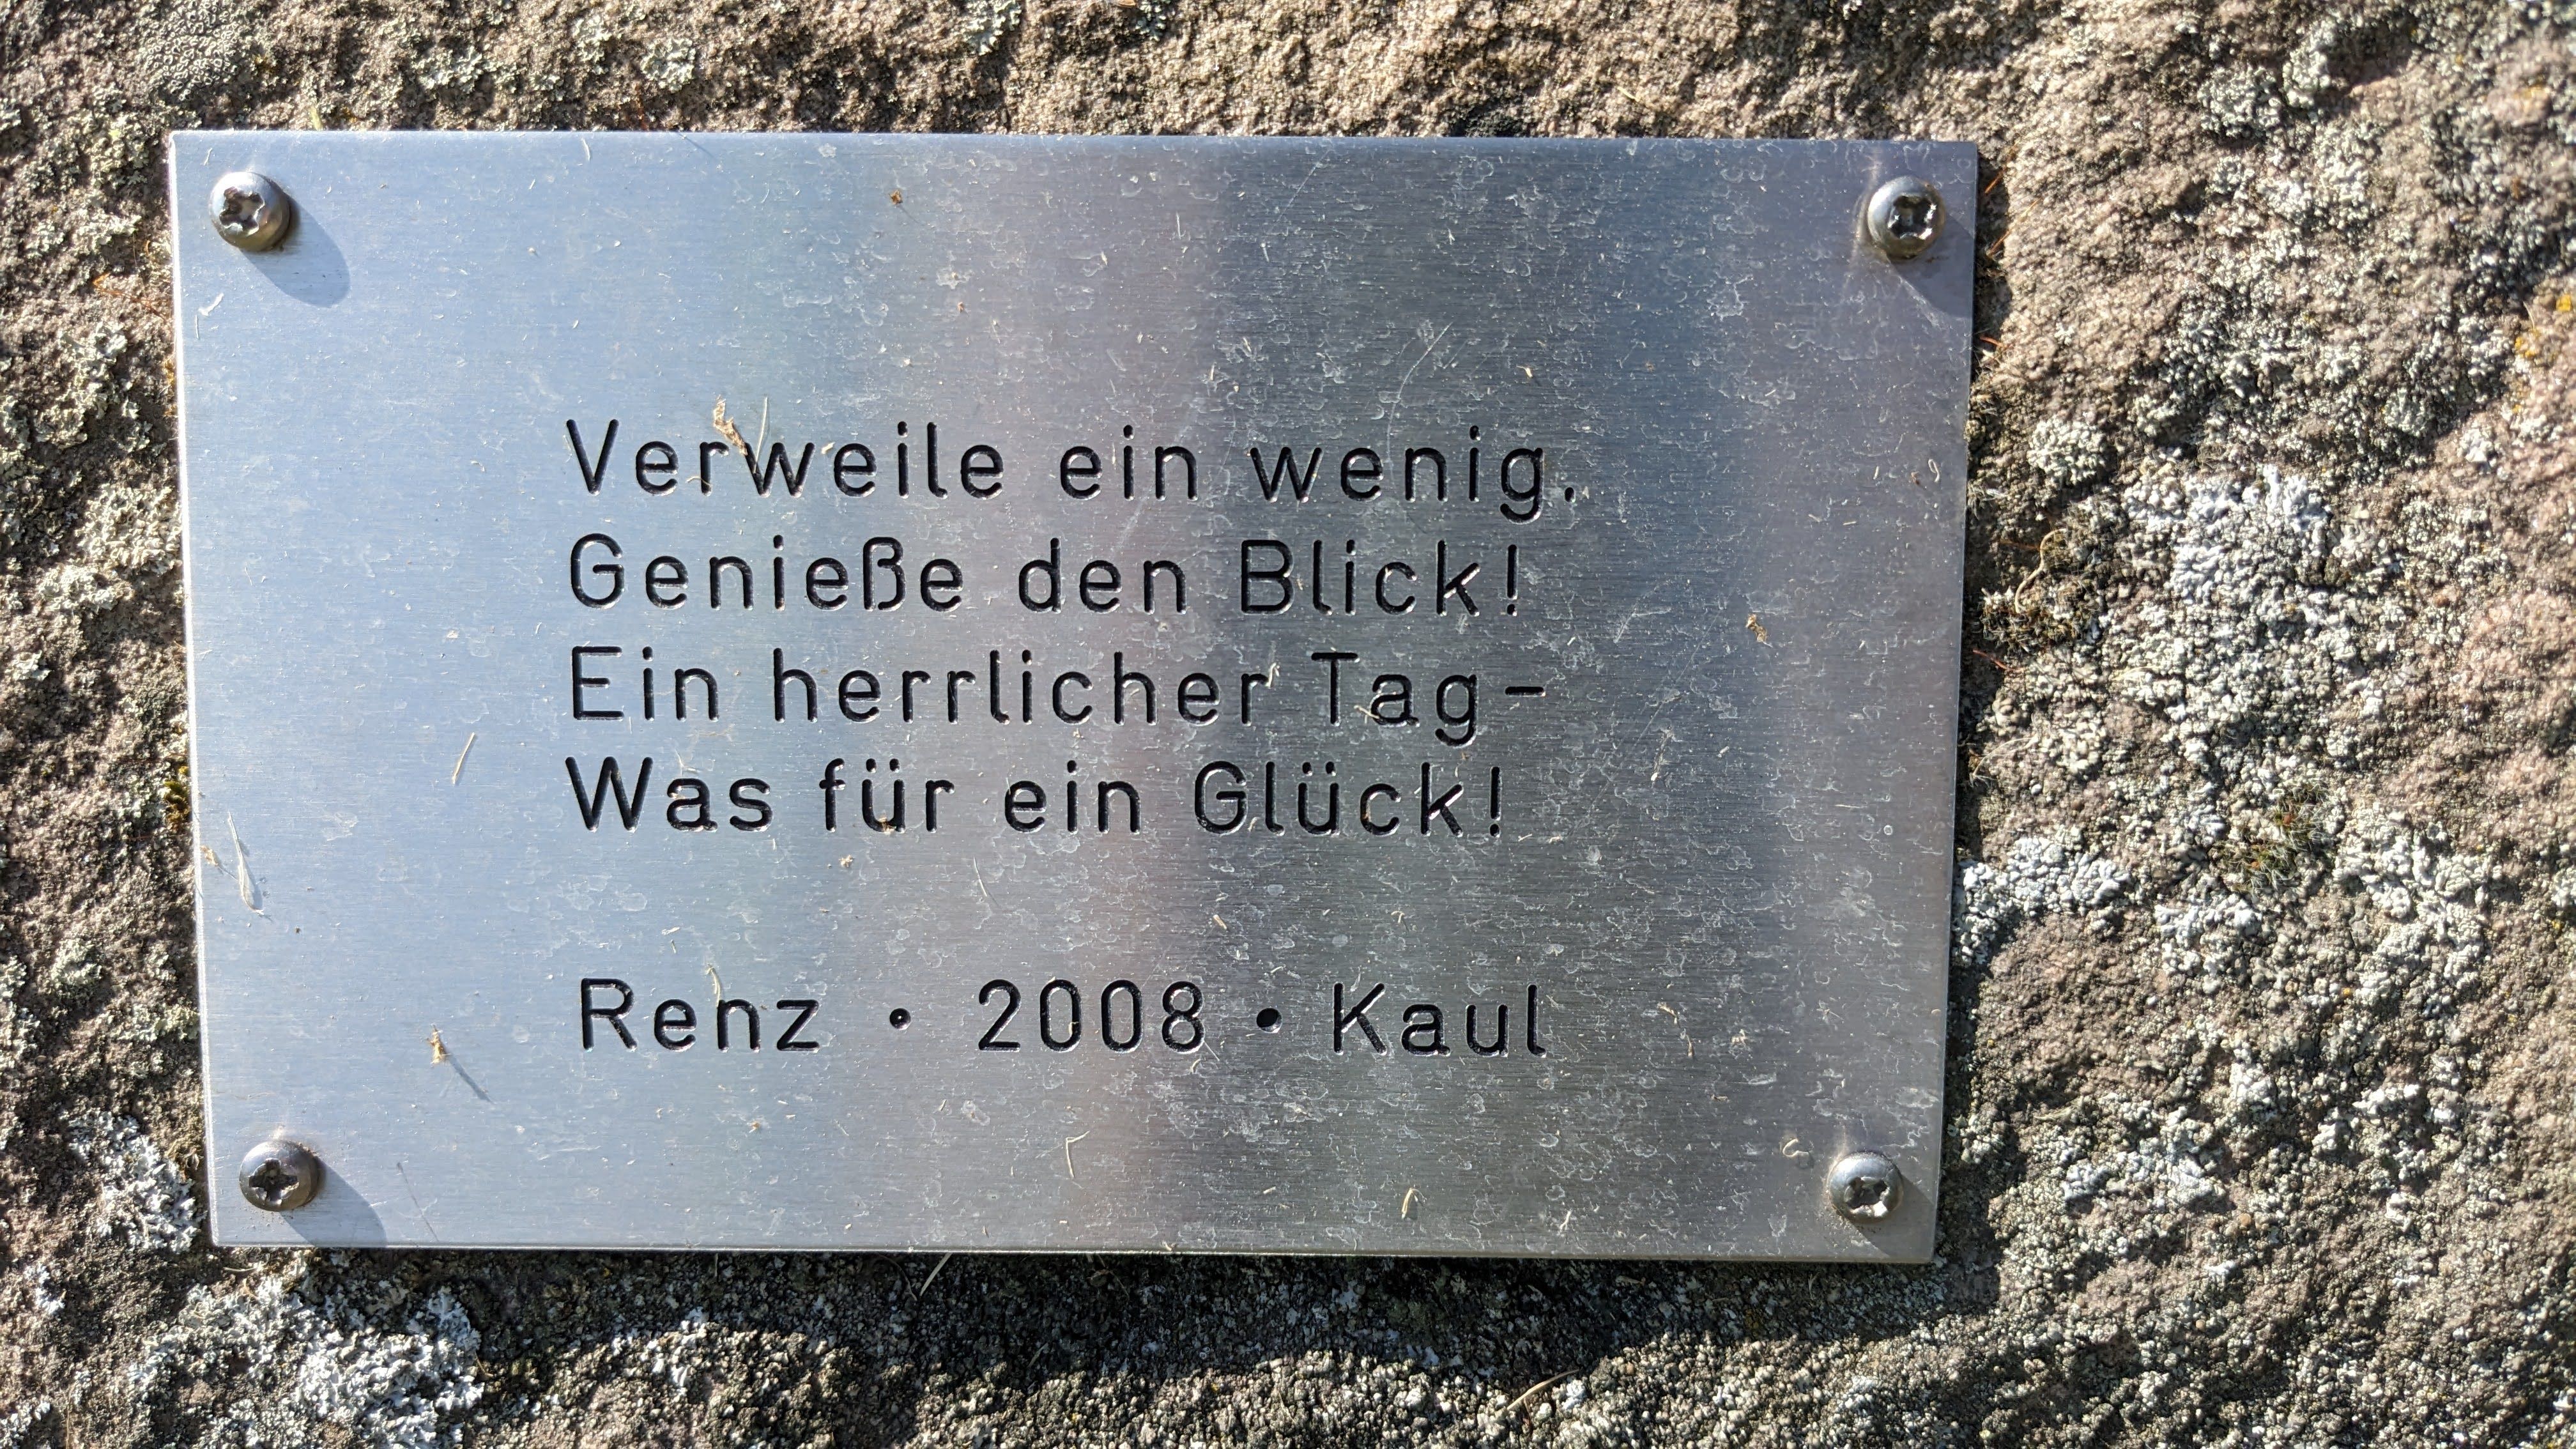 Verweile ein wenig.
Genieße den Blick!
Ein herrlicher Tag -
Was für ein Glück!
Renz • 2008 • Kaul